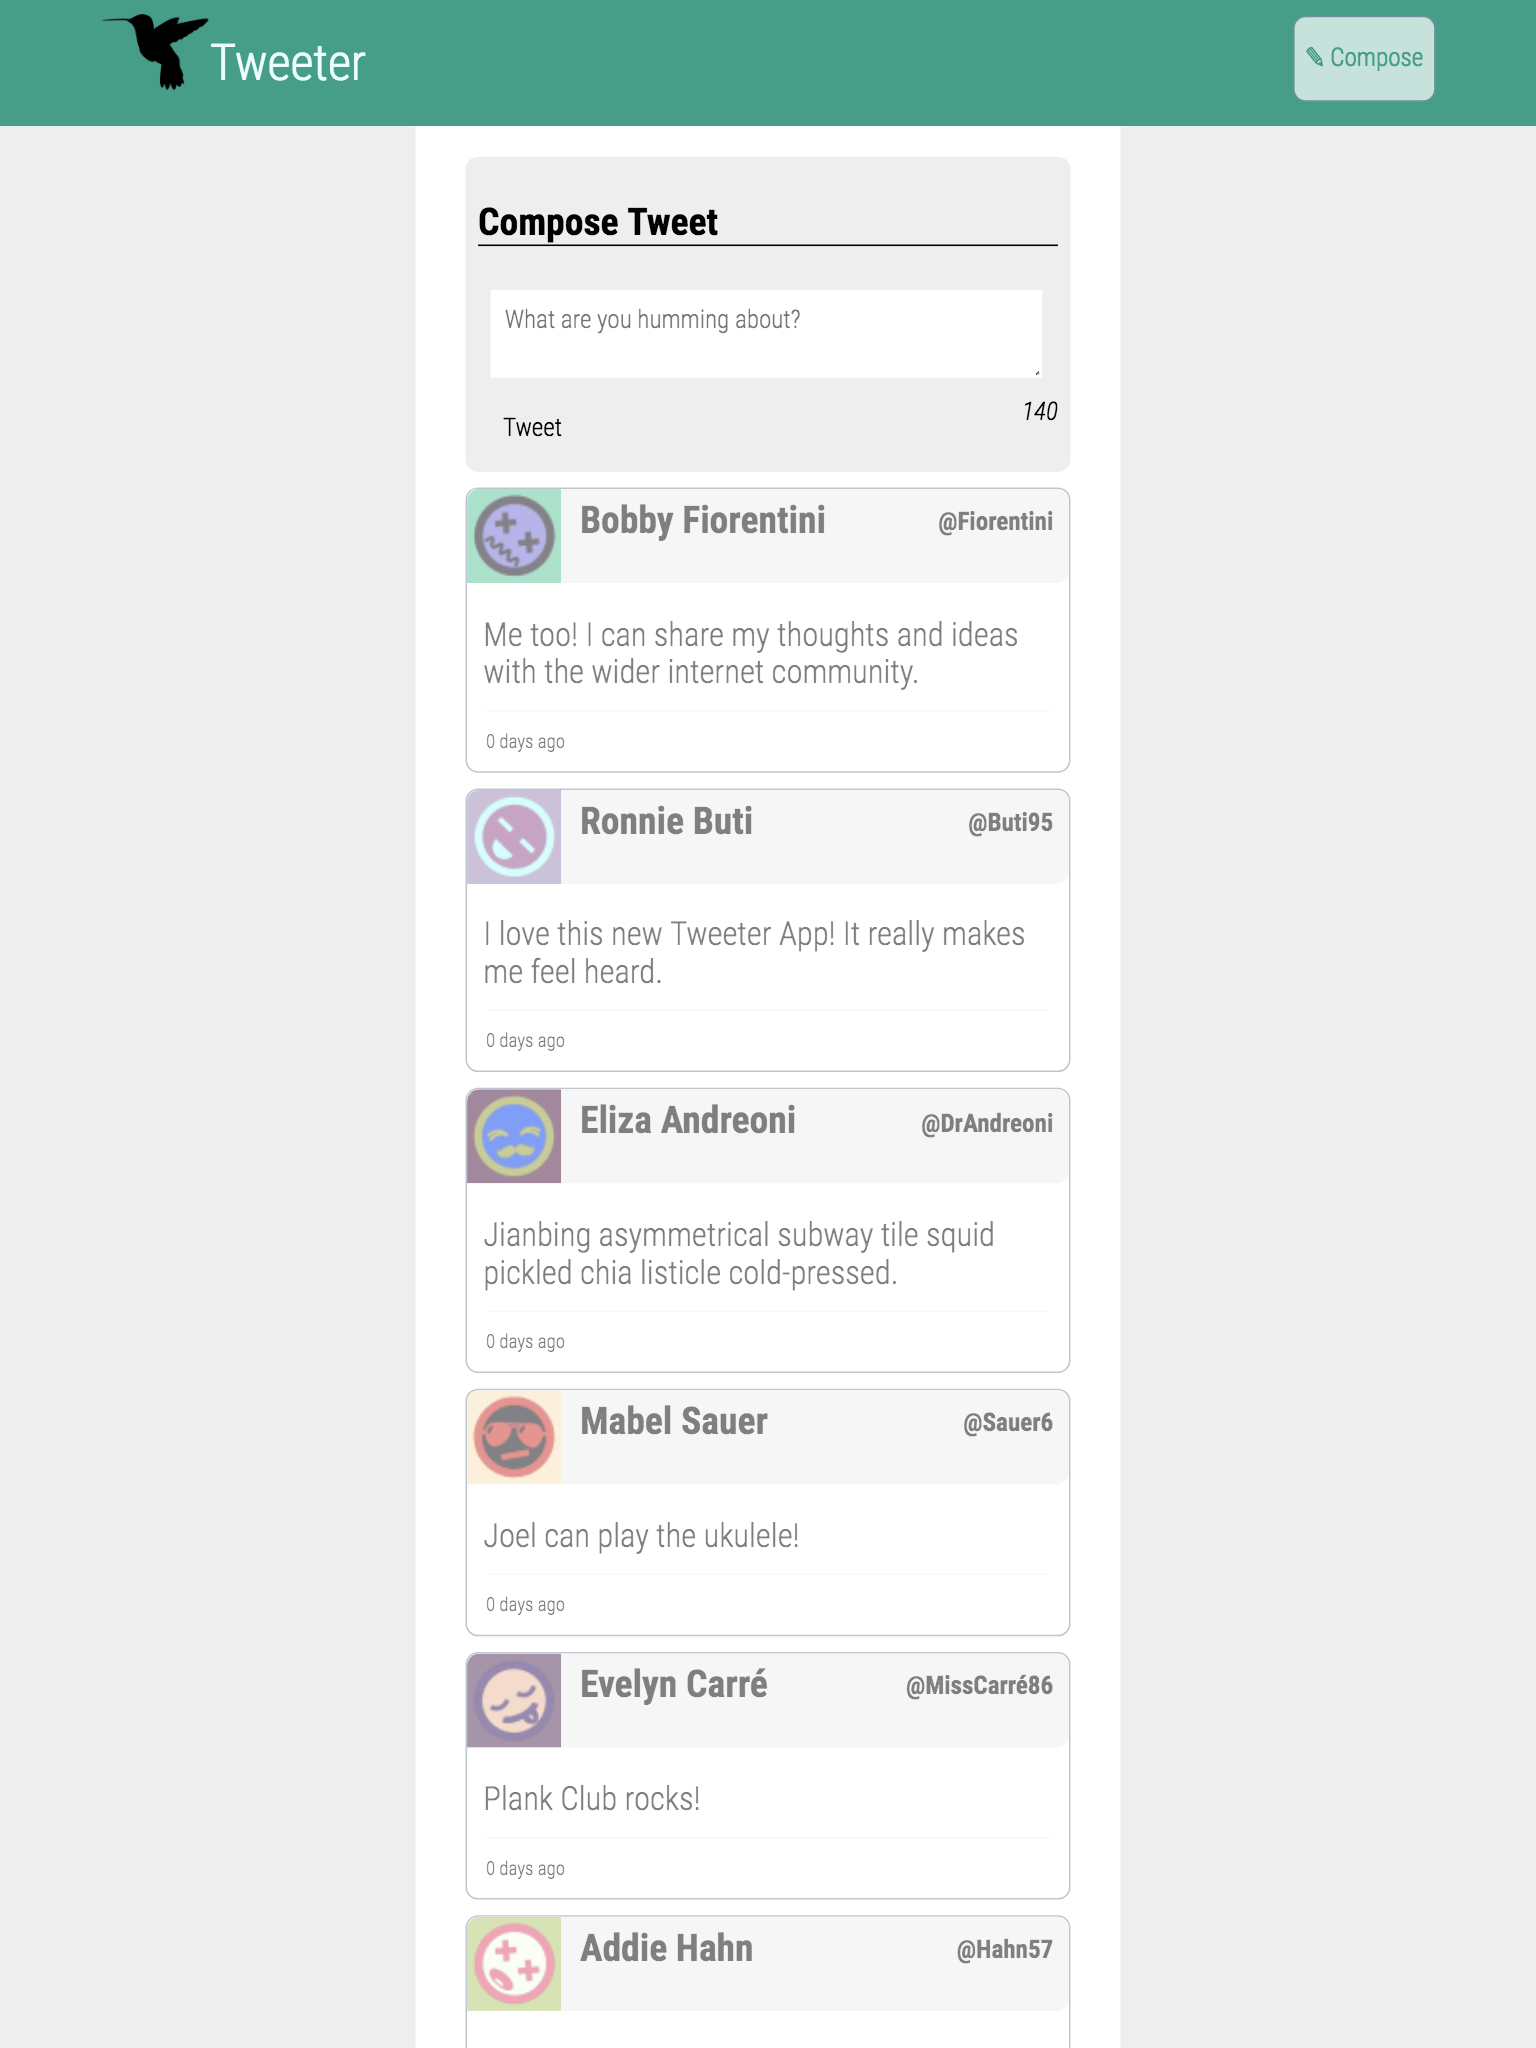 Tweeter
✎ Compose
Compose Tweet
What are you humming about?
Tweet
140
Bobby Fiorentini
@Fiorentini
Me too! I can share my thoughts and ideas
with the wider internet community.
0 days ago
Ronnie Buti
@Buti95
I love this new Tweeter App! It really makes
me feel heard.
0 days ago
Eliza Andreoni
@DrAndreoni
Jianbing asymmetrical subway tile squid
pickled chia listicle cold-pressed.
0 days ago
Mabel Sauer
@Sauer6
Joel can play the ukulele!
0 days ago
Evelyn Carré
@MissCarré86
Plank Club rocks!
0 days ago
Addie Hahn
@Hahn57